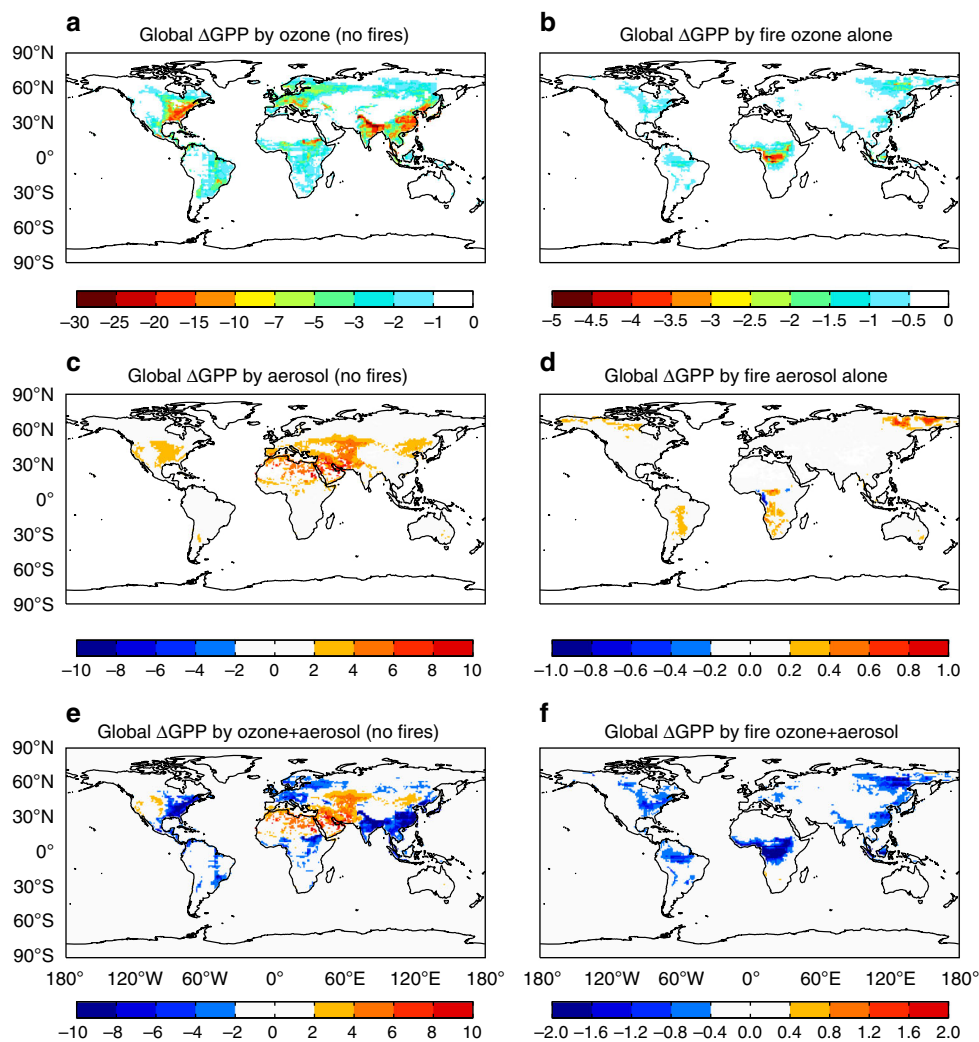 a
Global ΔGPP by ozone (no fires)
90°N
60°N
30°N
0°
30°S
60°S
90°S
−30 −25 −20 −15 −10 −7 −5 −3 −2 −1 0
b
Global ΔGPP by fire ozone alone
−5 −4.5 −4 −3.5 −3 −2.5 −2 −1.5 −1 −0.5 0
c
Global ΔGPP by aerosol (no fires)
90°N
60°N
30°N
0°
30°S
60°S
90°S
−10 −8 −6 −4 −2 0 2 4 6 8 10
d
Global ΔGPP by fire aerosol alone
−1.0 −0.8 −0.6 −0.4 −0.2 0.0 0.2 0.4 0.6 0.8 1.0
e
Global ΔGPP by ozone+aerosol (no fires)
90°N
60°N
30°N
0°
30°S
60°S
90°S
180° 120°W 60°W 0° 60°E 120°E 180°
−10 −8 −6 −4 −2 0 2 4 6 8 10
f
Global ΔGPP by fire ozone+aerosol
180° 120°W 60°W 0° 60°E 120°E 180°
−2.0 −1.6 −1.2 −0.8 −0.4 0.0 0.4 0.8 1.2 1.6 2.0